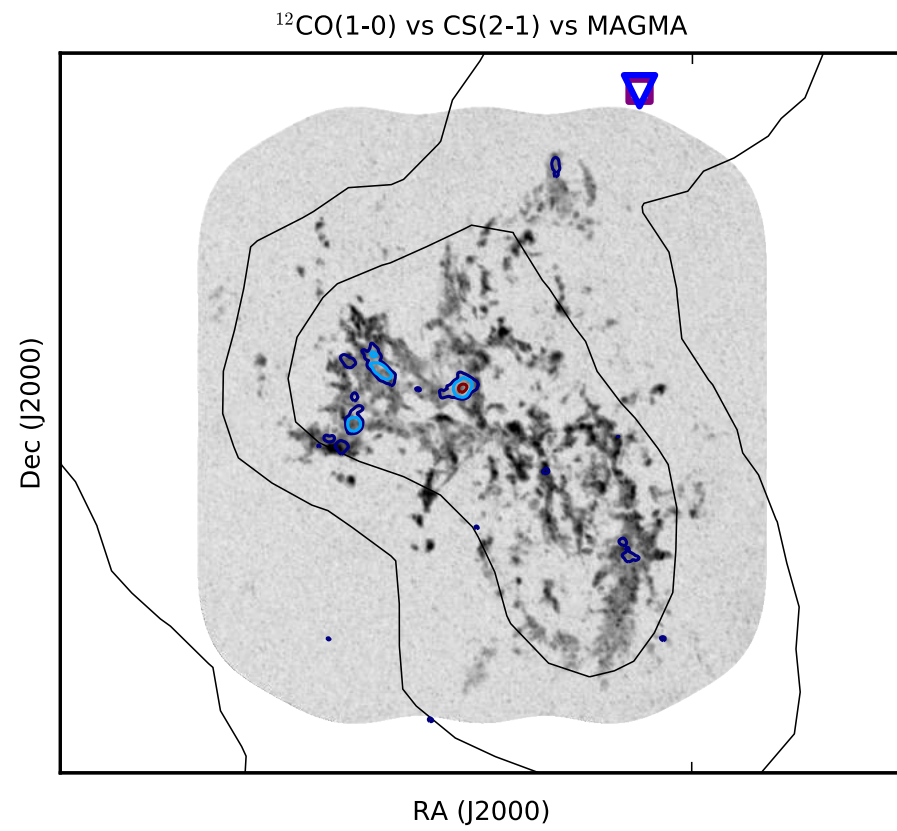 ¹²CO(1-0) vs CS(2-1) vs MAGMA
Dec (J2000)
RA (J2000)